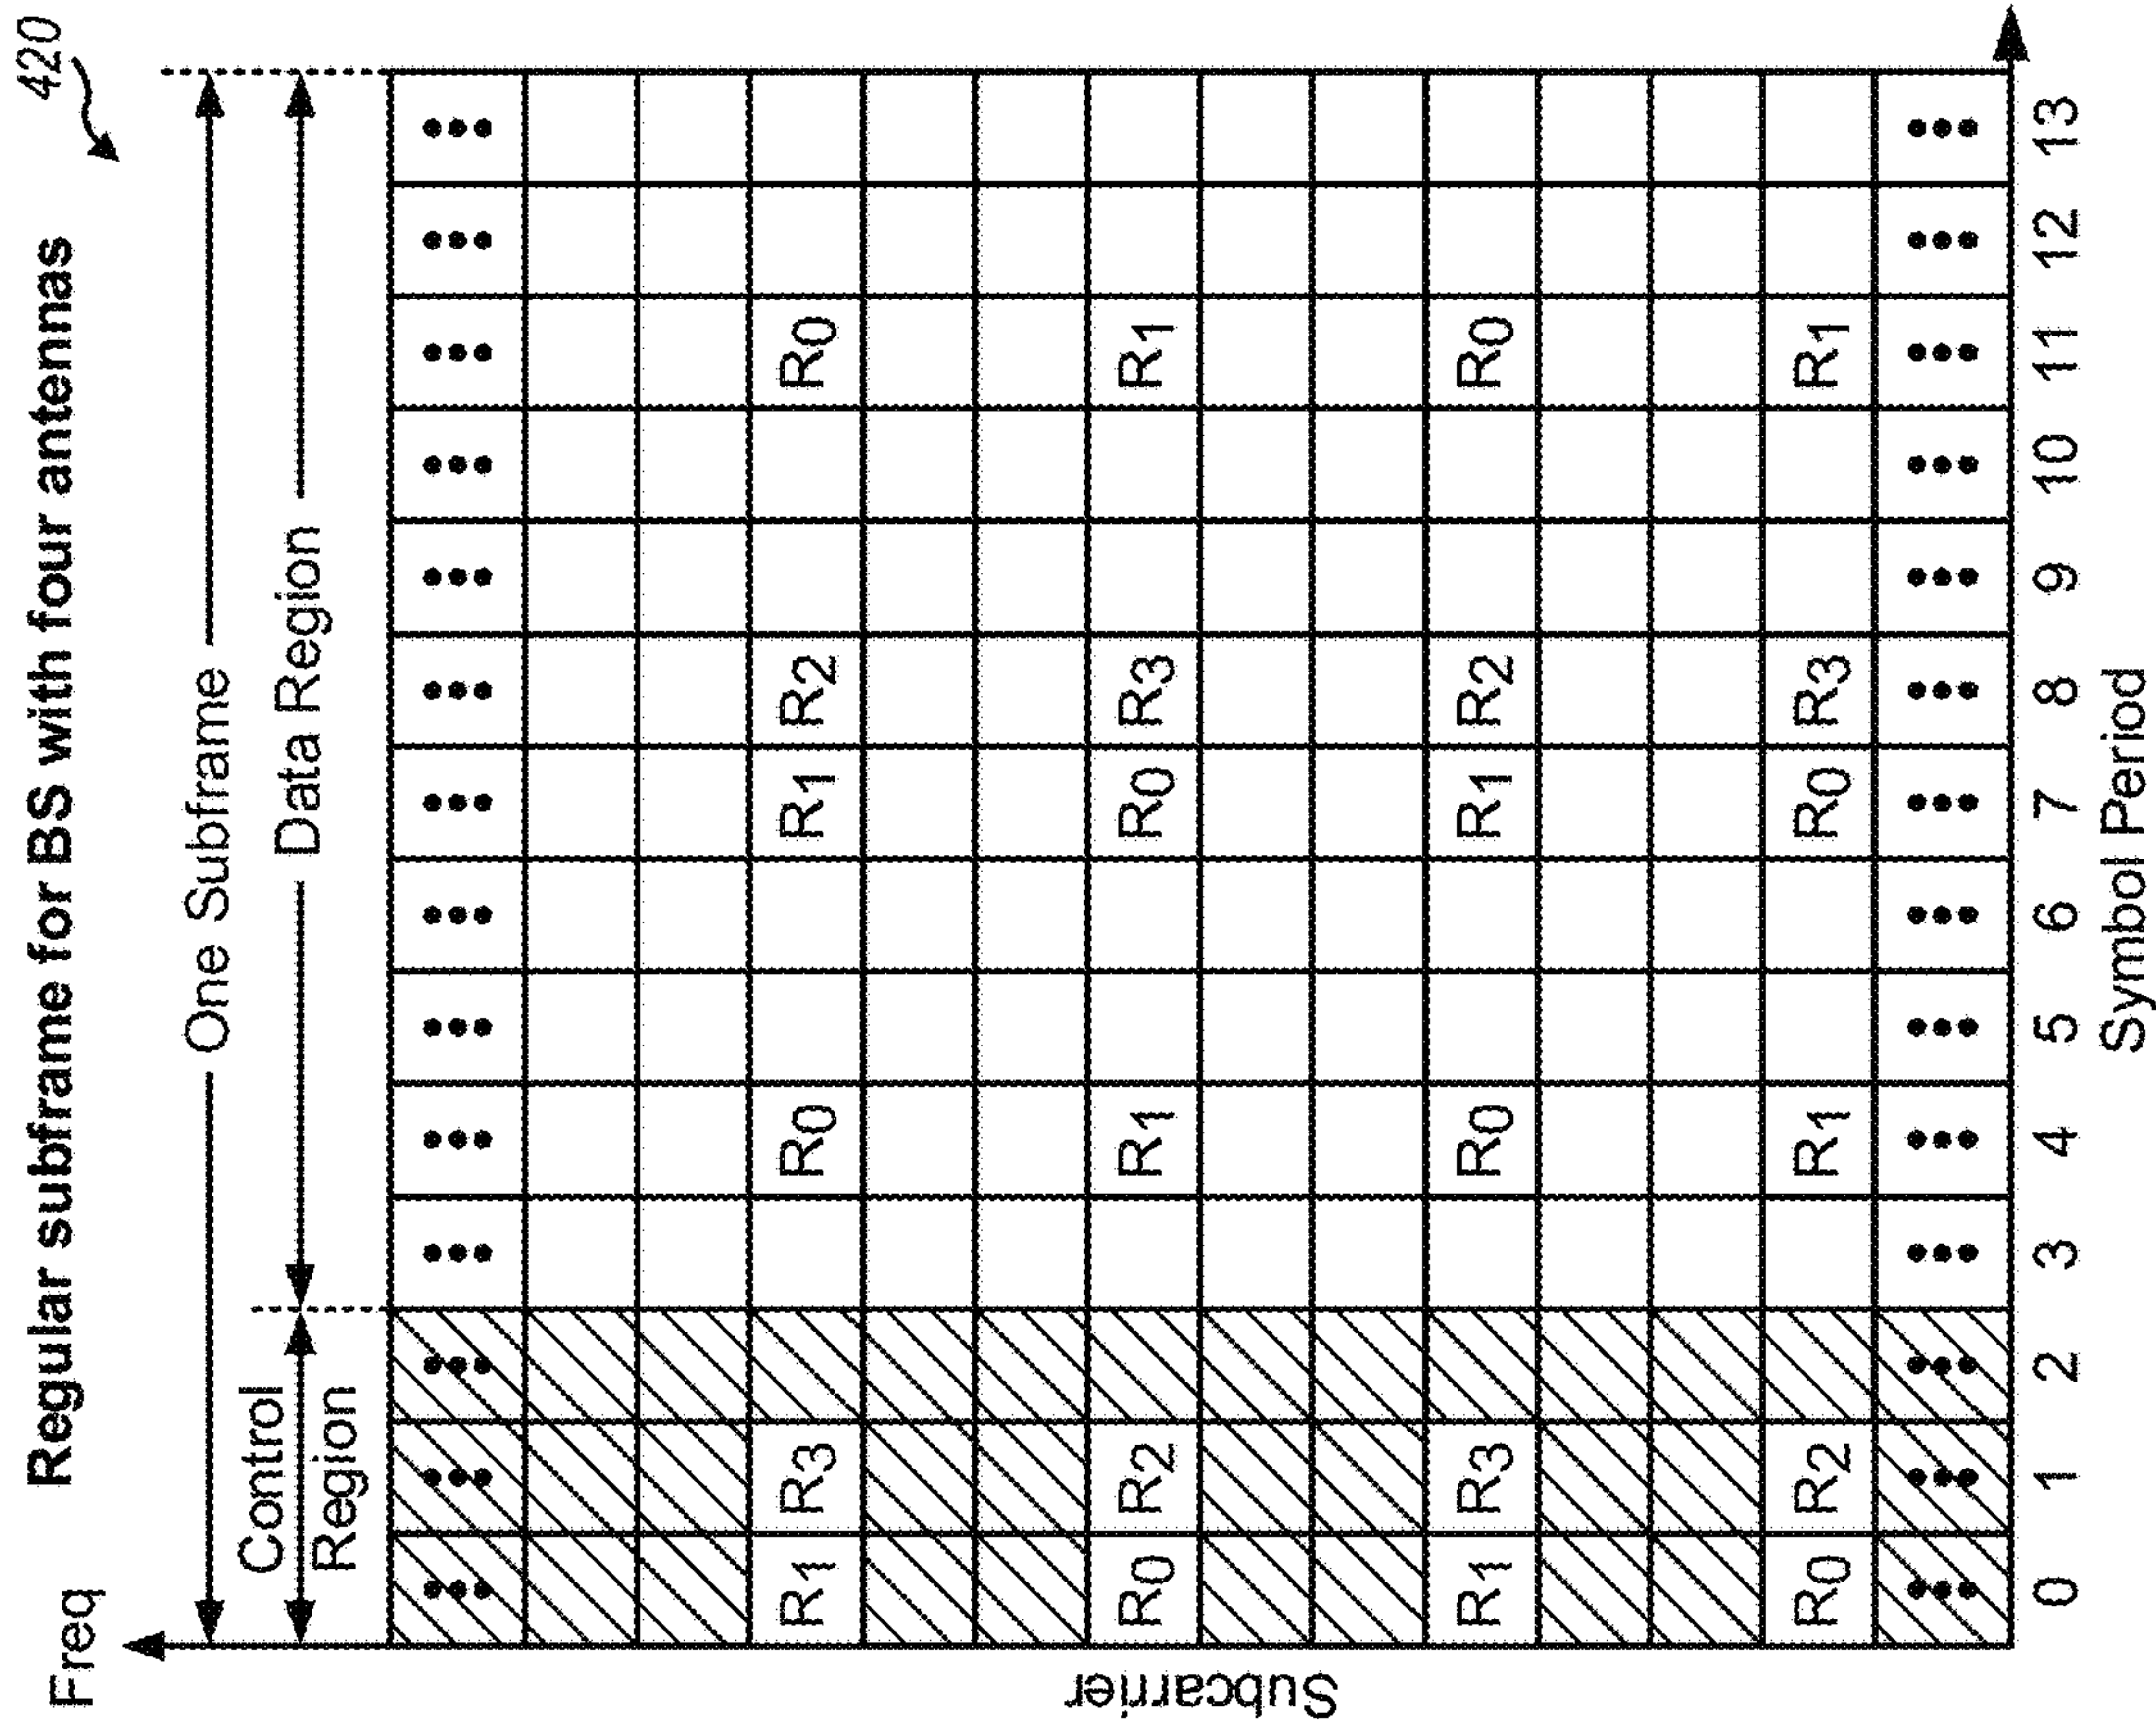 Regular subframe for BS with four antennas
420
Freq
One Subframe
Control
Region
Data Region
••• ••• ••• ••• ••• ••• ••• ••• ••• ••• ••• ••• ••• •••
R1 R3 R0 R1 R2 R0
R0 R2 R1 R0 R3 R1
R1 R3 R0 R1 R2 R0
R0 R2 R1 R0 R3 R1
••• ••• ••• ••• ••• ••• ••• ••• ••• ••• ••• ••• ••• •••
0 1 2 3 4 5 6 7 8 9 10 11 12 13
Symbol Period
Subcarrier